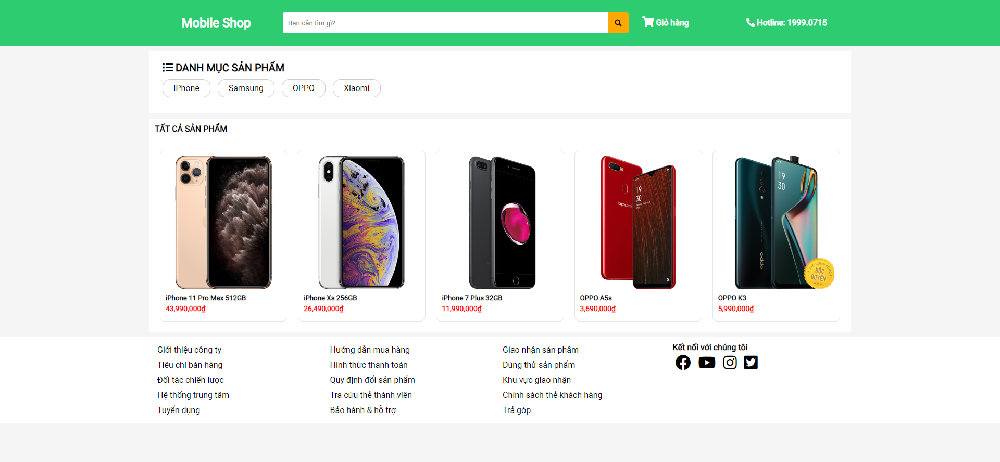 Mobile Shop
Bạn cần tìm gì?
Giỏ hàng
Hotline: 1999.0715
DANH MỤC SẢN PHẨM
IPhone
Samsung
OPPO
Xiaomi
TẤT CẢ SẢN PHẨM
19
30
oppo
19
30
oppo
THẾ GIỚI DI ĐỘNG
ĐỘC
QUYỀN
iPhone 11 Pro Max 512GB
43,990,000₫
iPhone Xs 256GB
26,490,000₫
iPhone 7 Plus 32GB
11,990,000₫
OPPO A5s
3,690,000₫
OPPO K3
5,990,000₫
Giới thiệu công ty
Tiêu chí bán hàng
Đối tác chiến lược
Hệ thống trung tâm
Tuyển dụng
Hướng dẫn mua hàng
Hình thức thanh toán
Quy định đổi sản phẩm
Tra cứu thẻ thành viên
Bảo hành & hỗ trợ
Giao nhận sản phẩm
Dùng thử sản phẩm
Khu vực giao nhận
Chính sách thẻ khách hàng
Trả góp
Kết nối với chúng tôi